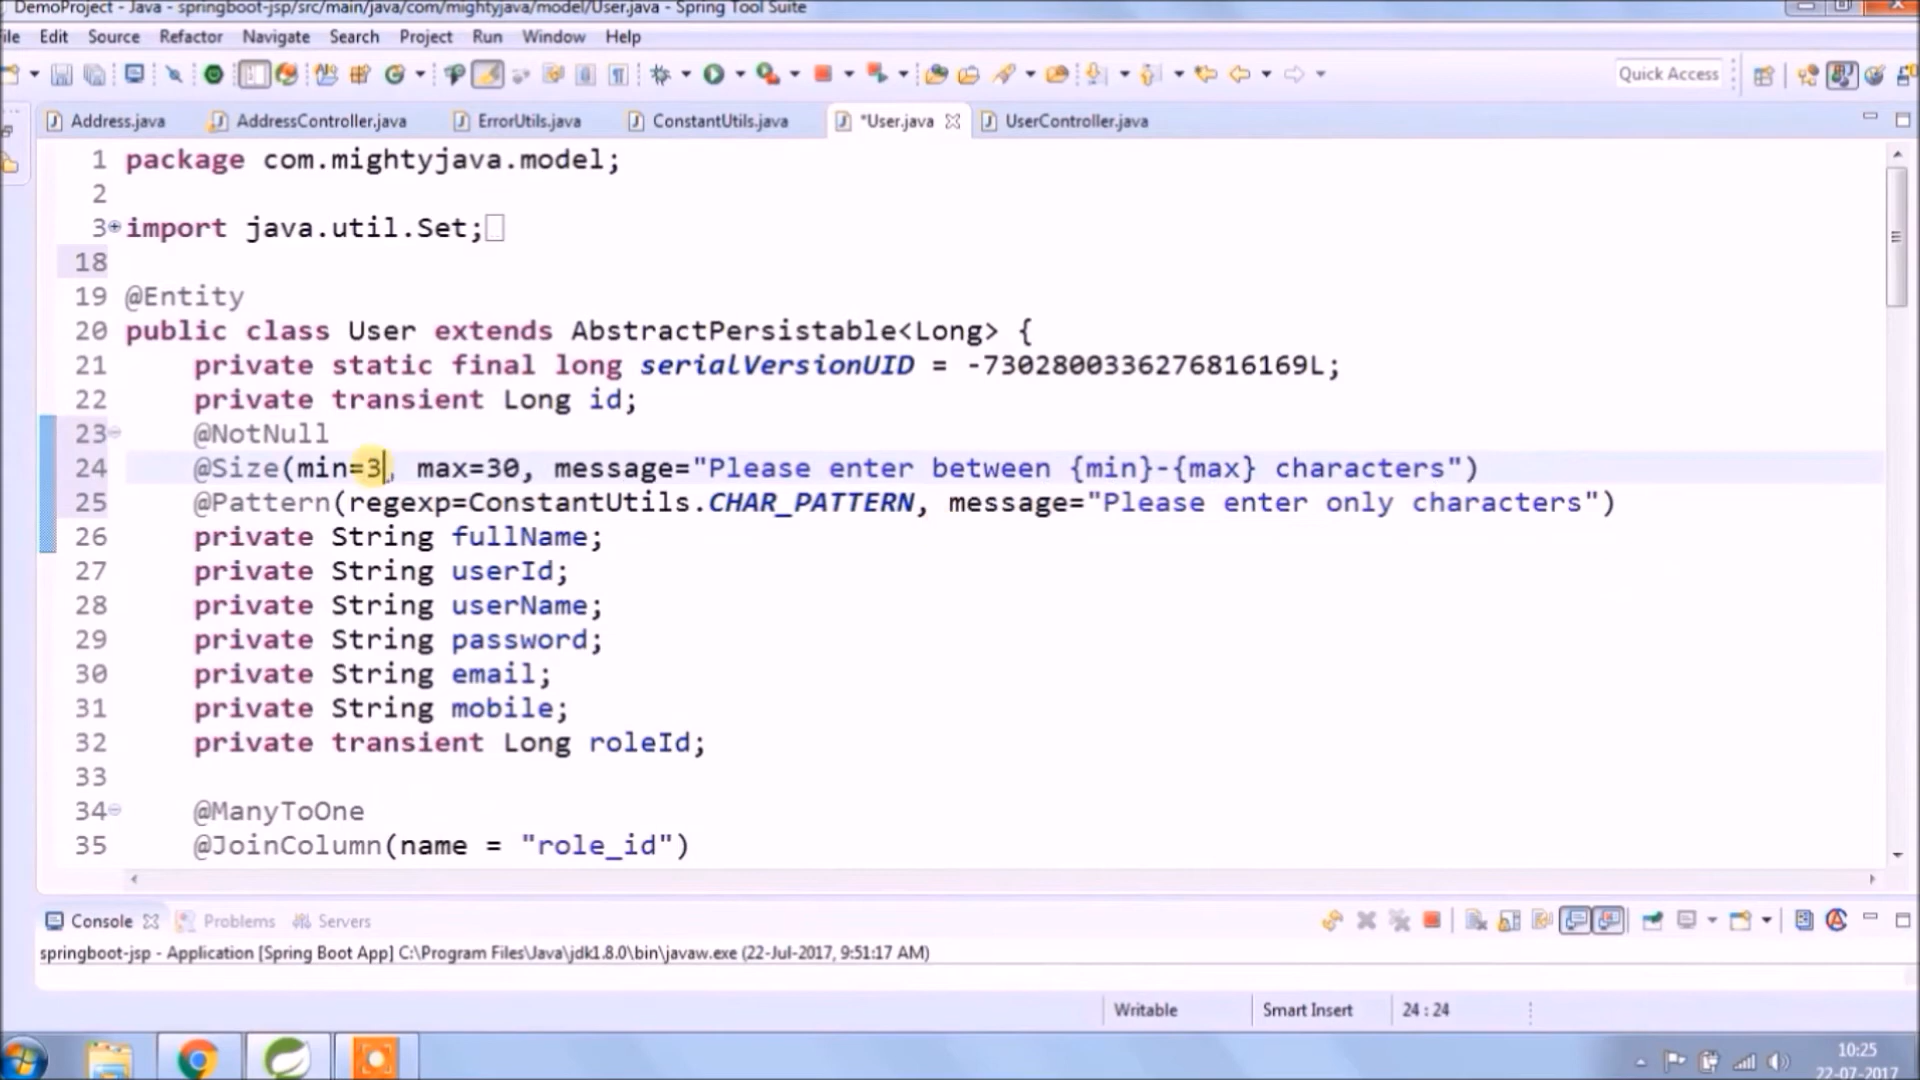 DemoProject - Java - springboot-jsp/src/main/java/com/mightyjava/model/User.java - Spring Tool Suite
File Edit Source Refactor Navigate Search Project Run Window Help
Quick Access
Address.java AddressController.java ErrorUtils.java ConstantUtils.java *User.java UserController.java
1 package com.mightyjava.model;
2
3 import java.util.Set;
18
19 @Entity
20 public class User extends AbstractPersistable<Long> {
21 private static final long serialVersionUID = -7302800336276816169L;
22 private transient Long id;
23 @NotNull
24 @Size(min=3, max=30, message="Please enter between {min}-{max} characters")
25 @Pattern(regexp=ConstantUtils.CHAR_PATTERN, message="Please enter only characters")
26 private String fullName;
27 private String userId;
28 private String userName;
29 private String password;
30 private String email;
31 private String mobile;
32 private transient Long roleId;
33
34 @ManyToOne
35 @JoinColumn(name = "role_id")
Console Problems Servers
springboot-jsp - Application [Spring Boot App] C:\Program Files\Java\jdk1.8.0\bin\javaw.exe (22-Jul-2017, 9:51:17 AM)
Writable Smart Insert 24 : 24
10:25
22-07-2017